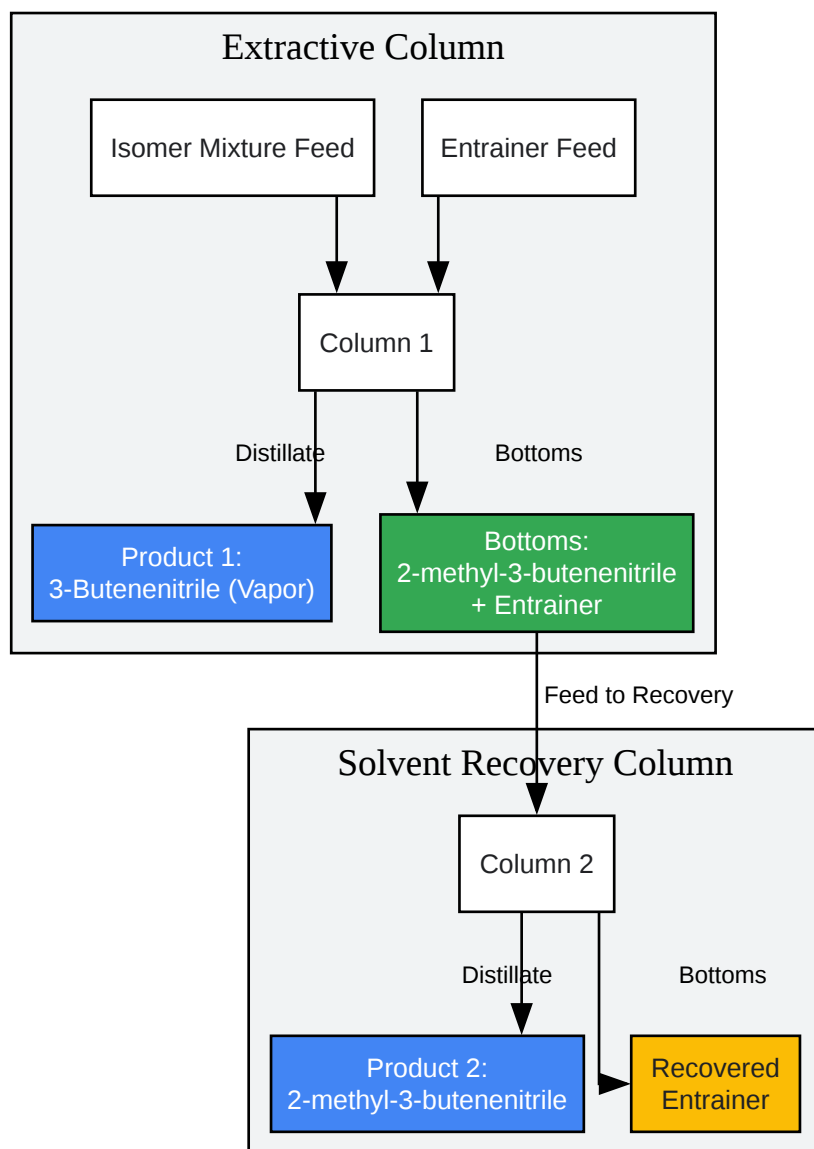 Extractive Column
Isomer Mixture Feed
Entrainer Feed
Column 1
Distillate
Bottoms
Product 1:
3-Butenenitrile (Vapor)
Bottoms:
2-methyl-3-butenenitrile
+ Entrainer
Feed to Recovery
Solvent Recovery Column
Column 2
Distillate
Bottoms
Product 2:
2-methyl-3-butenenitrile
Recovered
Entrainer